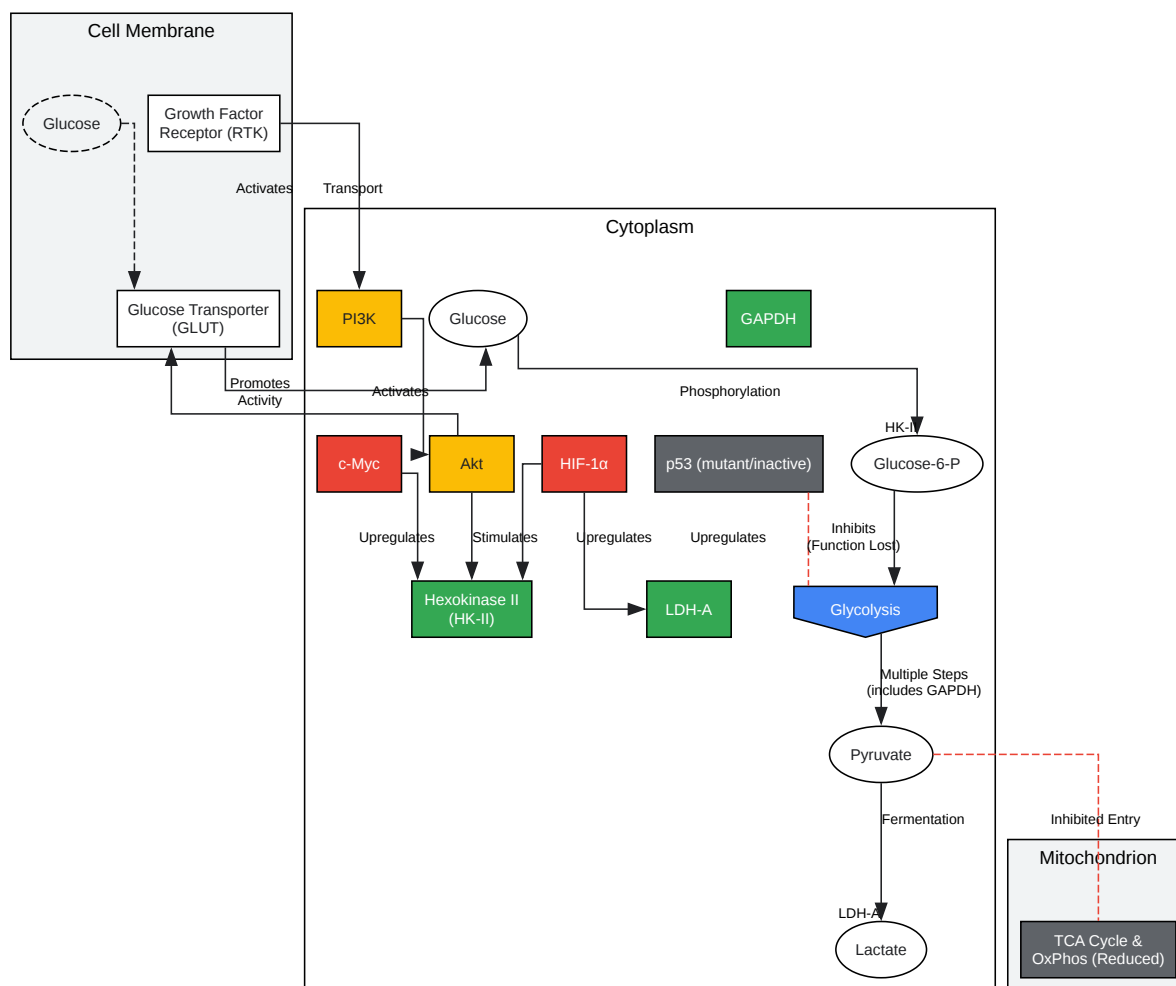 Cell Membrane
Glucose
Growth Factor
Receptor (RTK)
Activates
Transport
Cytoplasm
Glucose Transporter
(GLUT)
PI3K
Glucose
GAPDH
Promotes
Activity
Activates
Phosphorylation
HK-II
c-Myc
Akt
HIF-1α
p53 (mutant/inactive)
Glucose-6-P
Upregulates
Stimulates
Upregulates
Upregulates
Inhibits
(Function Lost)
Hexokinase II
(HK-II)
LDH-A
Glycolysis
Multiple Steps
(includes GAPDH)
Pyruvate
Fermentation
Inhibited Entry
Mitochondrion
LDH-A
Lactate
TCA Cycle &
OxPhos (Reduced)